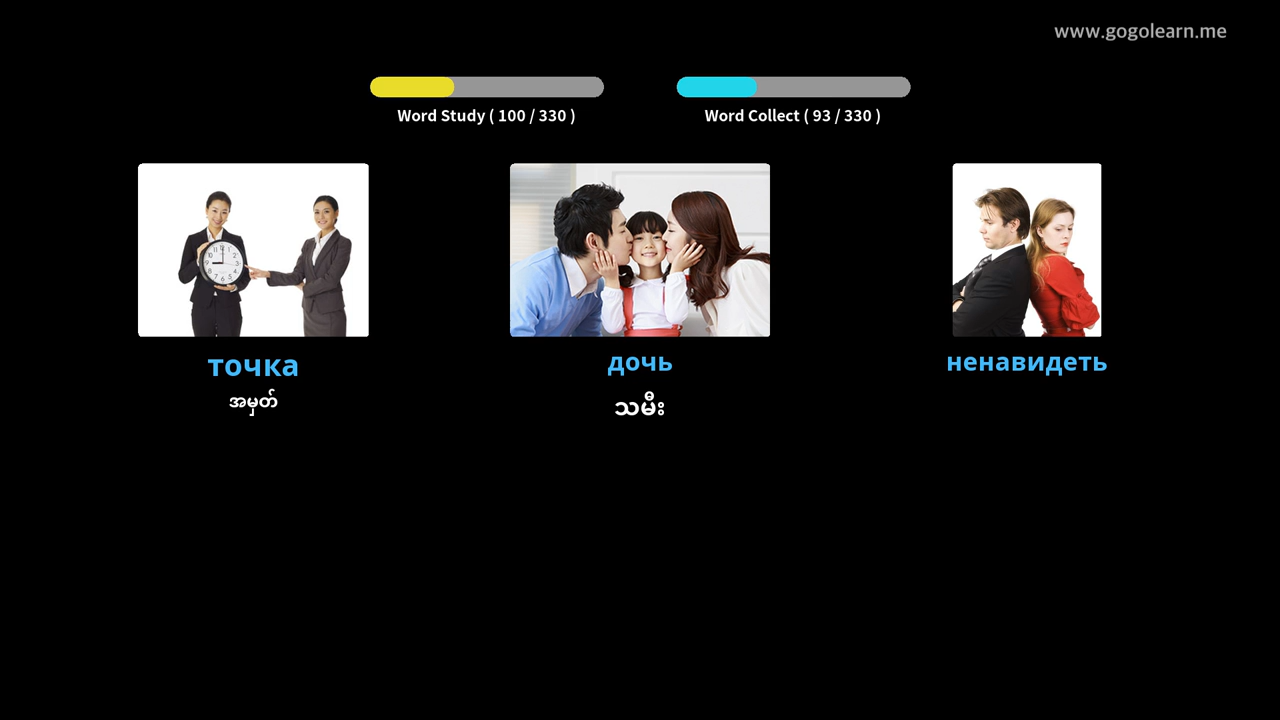 www.gogolearn.me
Word Study ( 100 / 330 )
Word Collect ( 93 / 330 )
точка
дочь
ненавидеть
အမှတ်
သမီး